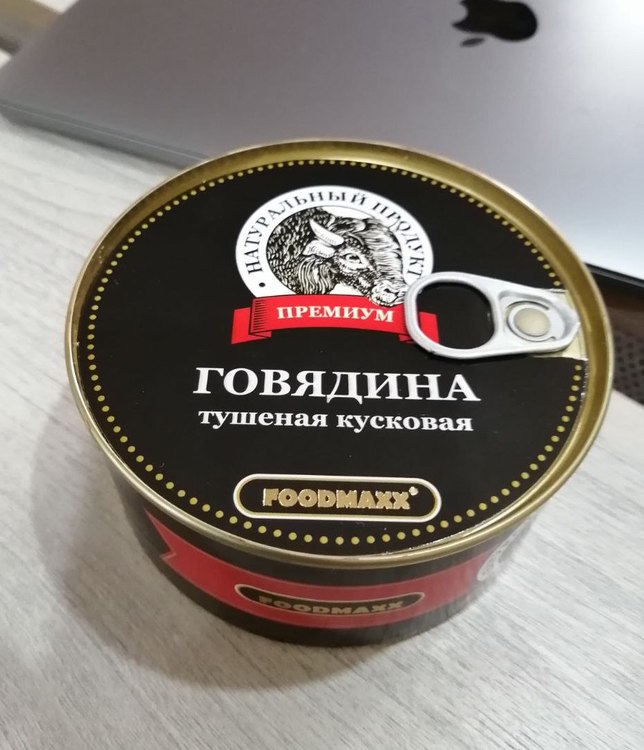 НАТУРАЛЬНЫЙ ПРОДУКТ
ПРЕМИУМ
ГОВЯДИНА
тушеная кусковая
FOODMAXX
FOODMAXX